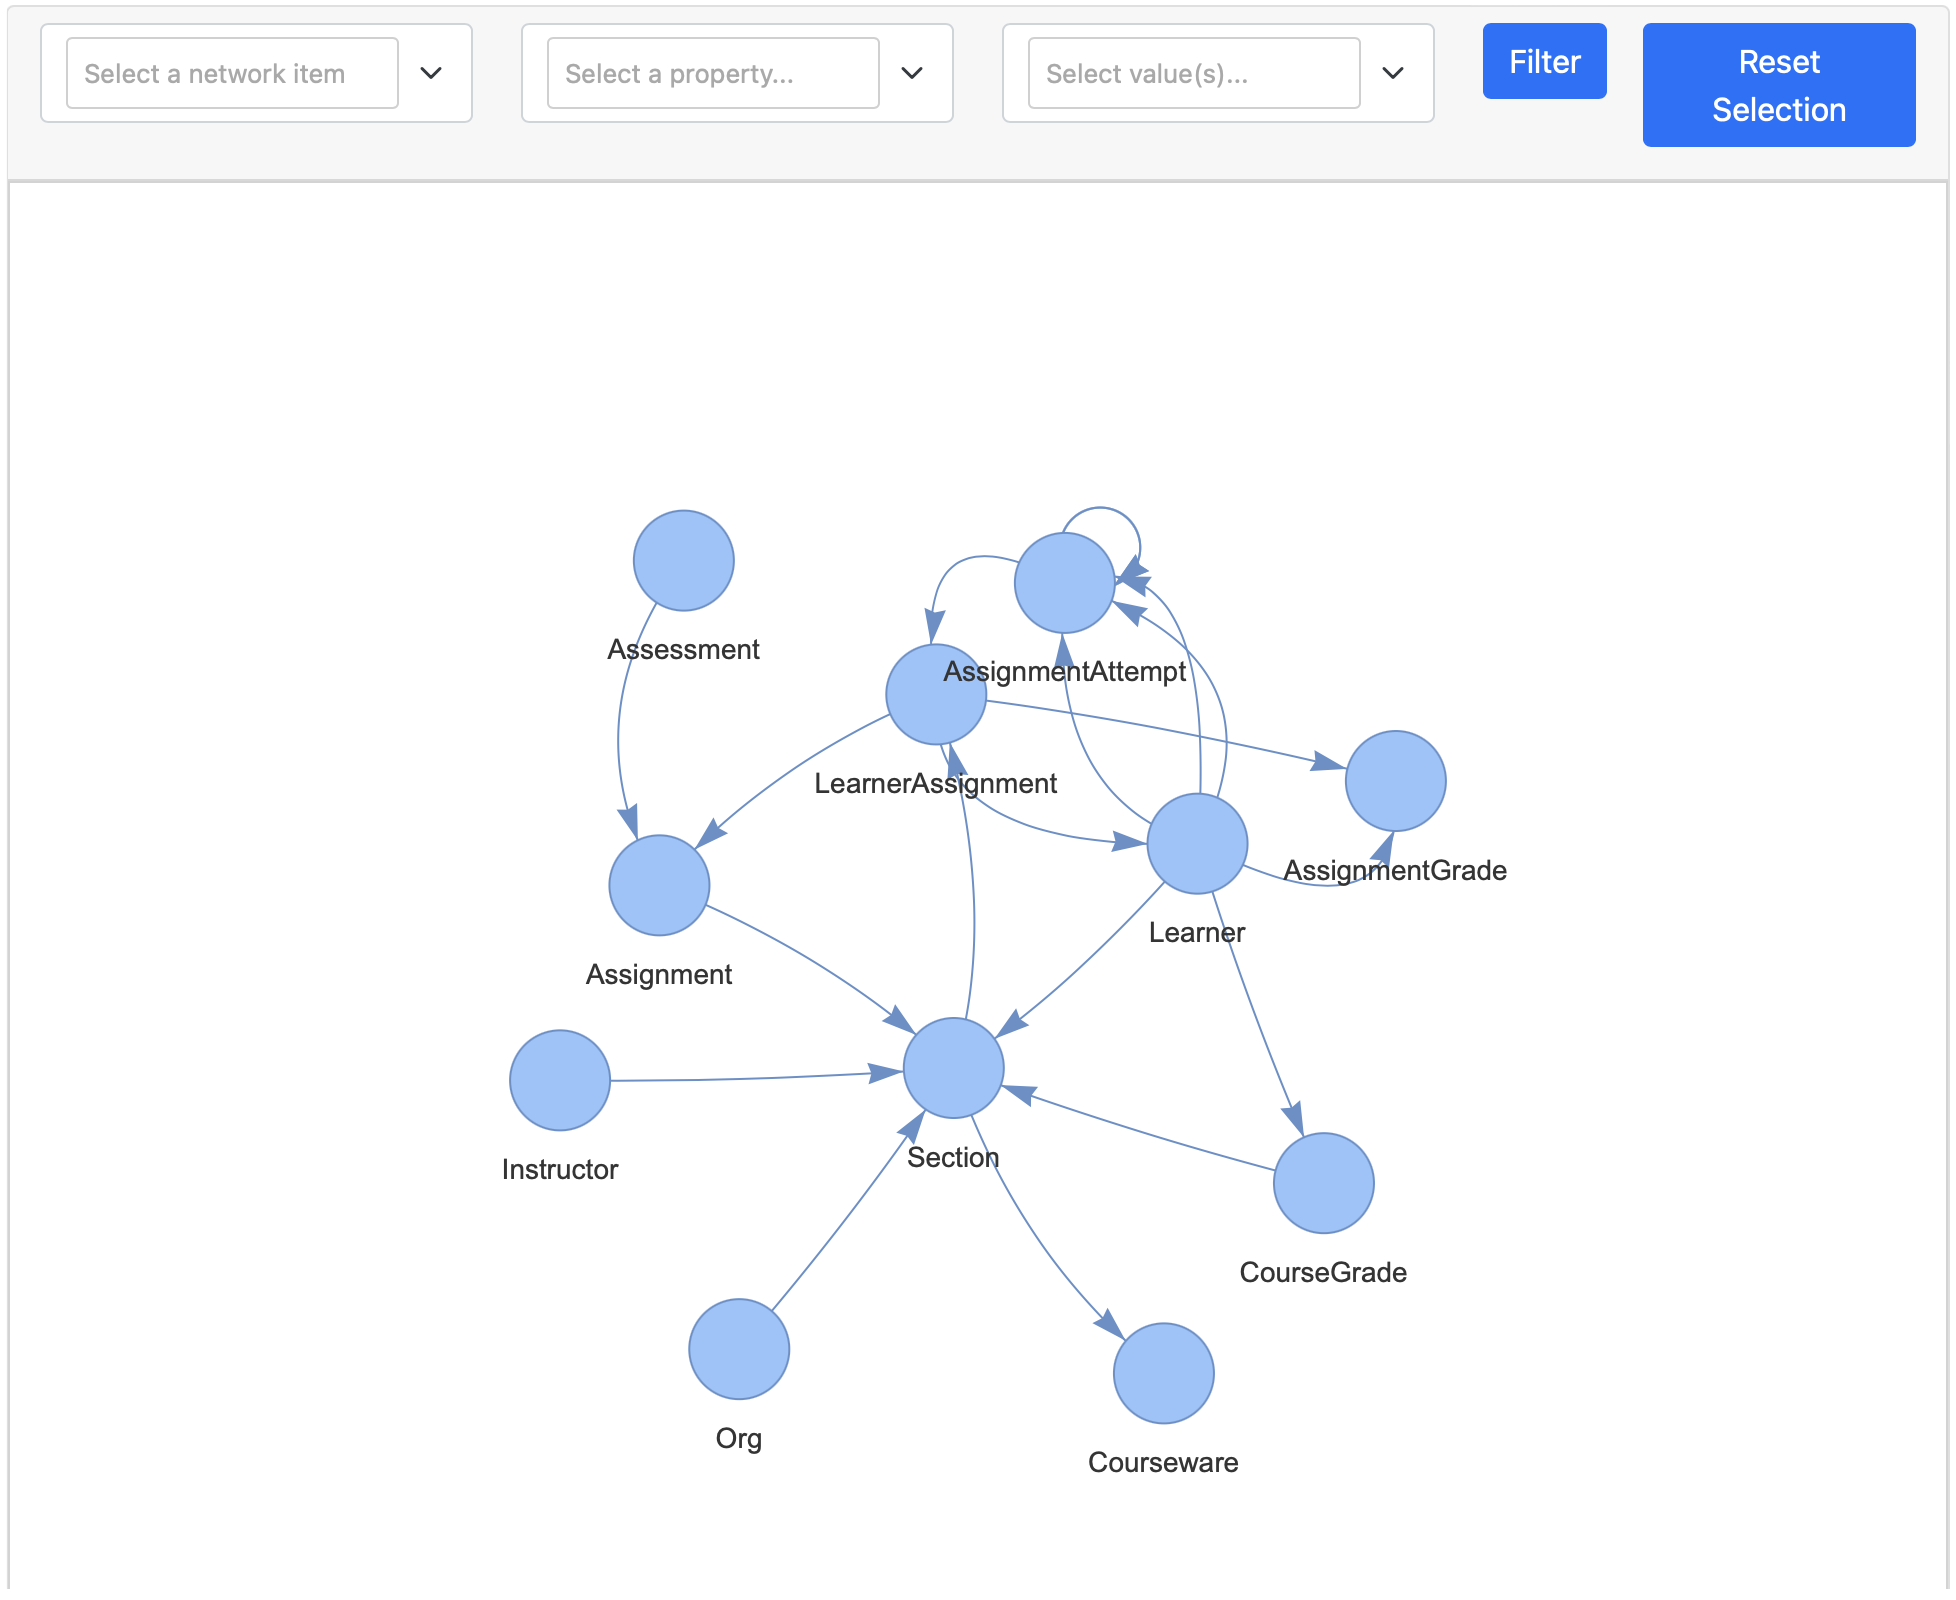 Select a network item
Select a property...
Select value(s)...
Filter
Reset
Selection
Assessment
AssignmentAttempt
LearnerAssignment
AssignmentGrade
Learner
Assignment
Section
Instructor
CourseGrade
Org
Courseware